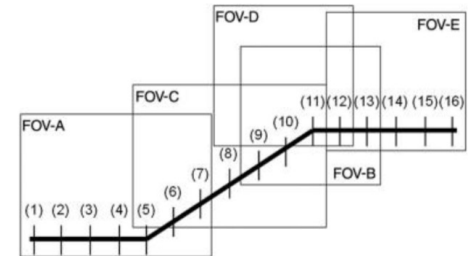 FOV-D
FOV-E
FOV-C
(11) (12) (13) (14) (15) (16)
FOV-A
(10)
(9)
(8)
FOV-B
(7)
(6)
(1) (2) (3) (4) (5)